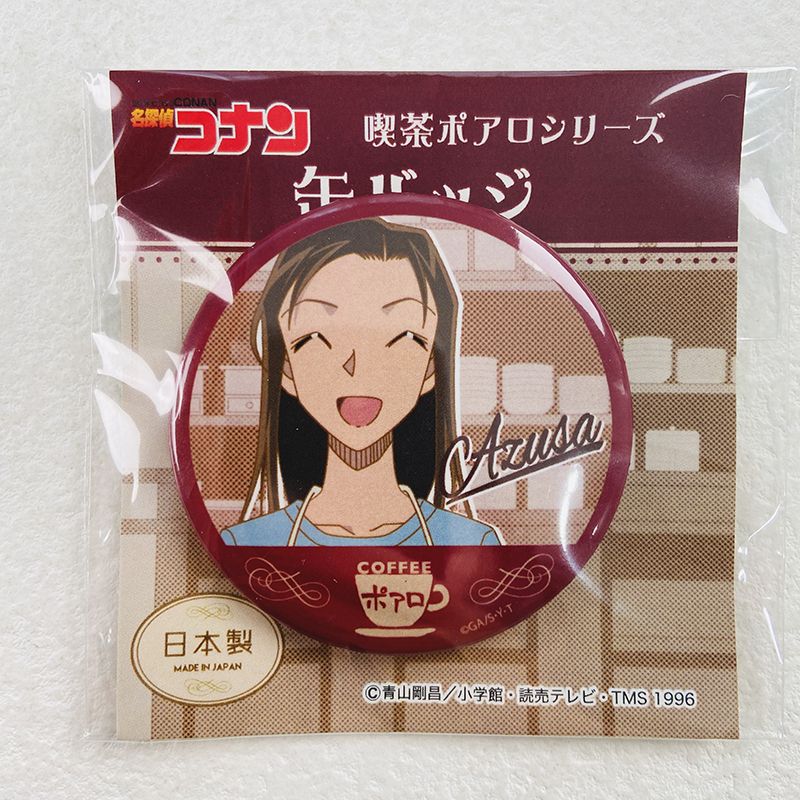 CONAN
名探偵
コナン
喫茶ポアロシリーズ
缶バッジ
Azusa
COFFEE
ポアロ
©GA/S・Y・T
日本製
MADE IN JAPAN
©青山剛昌／小学館・読売テレビ・TMS 1996